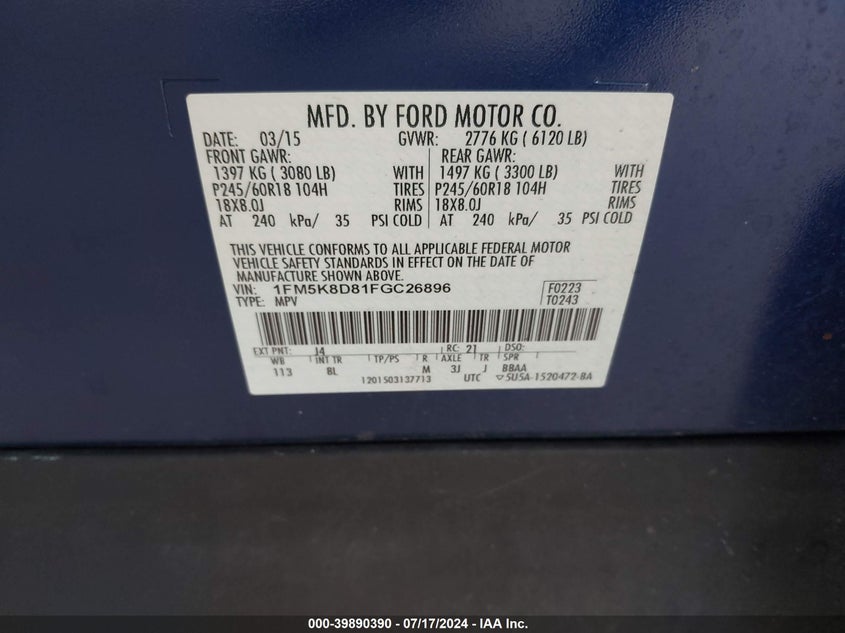 MFD. BY FORD MOTOR CO.
DATE: 03/15 GVWR: 2776 KG ( 6120 LB)
FRONT GAWR: REAR GAWR:
1397 KG ( 3080 LB) WITH 1497 KG ( 3300 LB) WITH
P245/60R18 104H TIRES P245/60R18 104H TIRES
18X8.0J RIMS 18X8.0J RIMS
AT 240 kPa/ 35 PSI COLD AT 240 kPa/ 35 PSI COLD
THIS VEHICLE CONFORMS TO ALL APPLICABLE FEDERAL MOTOR
VEHICLE SAFETY STANDARDS IN EFFECT ON THE DATE OF
MANUFACTURE SHOWN ABOVE.
VIN: 1FM5K8D81FGC26896 F0223
TYPE: MPV T0243
EXT PNT: J4 RC: 21 DSO:
WB INT TR TP/PS R AXLE TR SPR
113 8L M 3J J BBAA
1201503137713 UTC ▽5U5A-1520472-BA
000-39890390 - 07/17/2024 - IAA Inc.